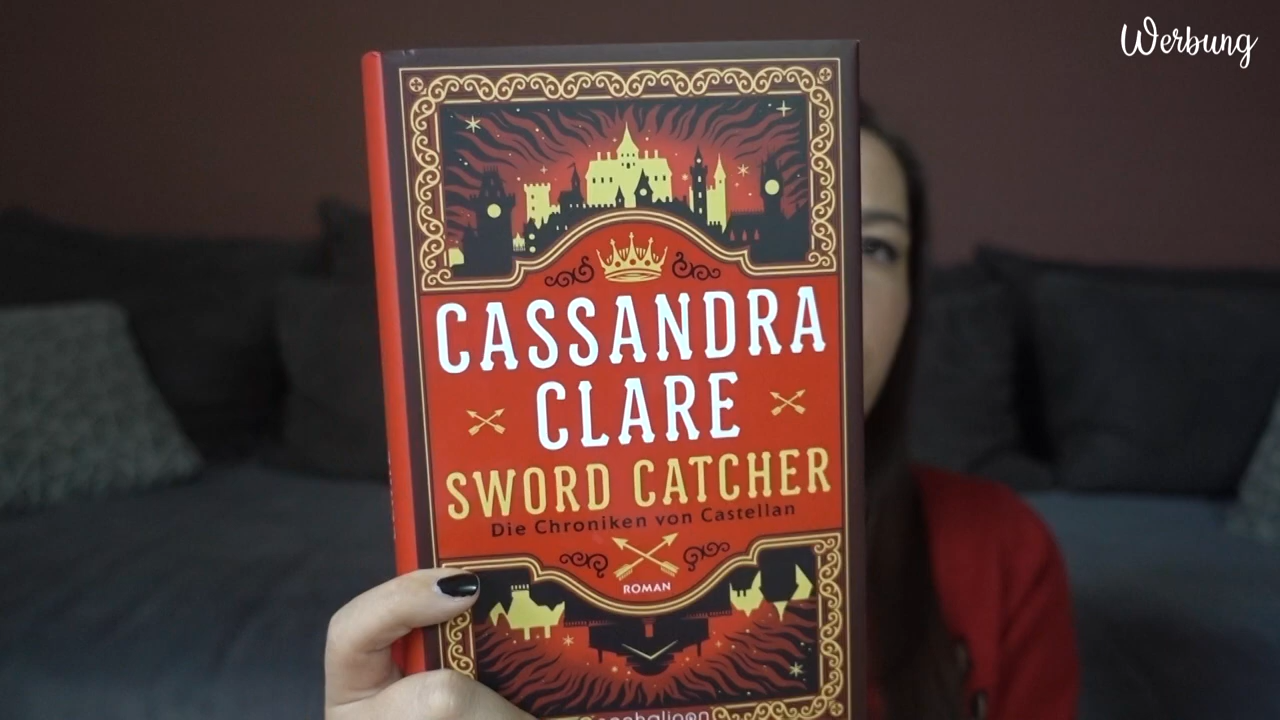 Werbung
CASSANDRA
CLARE
SWORD CATCHER
Die Chroniken von Castellan
ROMAN